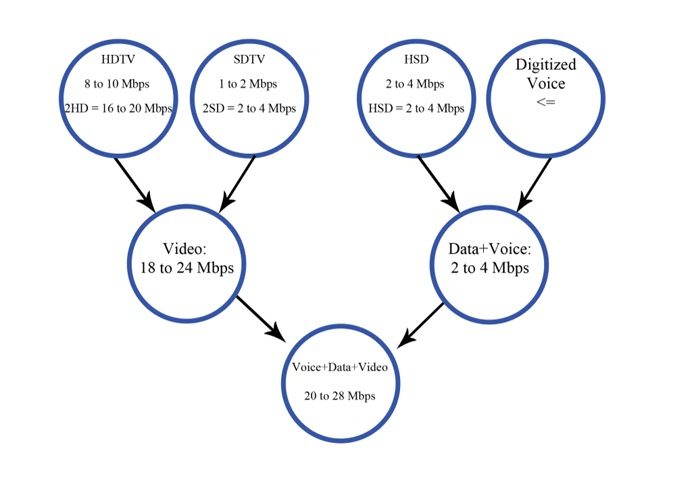 HDTV
8 to 10 Mbps
2HD = 16 to 20 Mbps
SDTV
1 to 2 Mbps
2SD = 2 to 4 Mbps
HSD
2 to 4 Mbps
HSD = 2 to 4 Mbps
Digitized
Voice
<=
Video:
18 to 24 Mbps
Data+Voice:
2 to 4 Mbps
Voice+Data+Video
20 to 28 Mbps